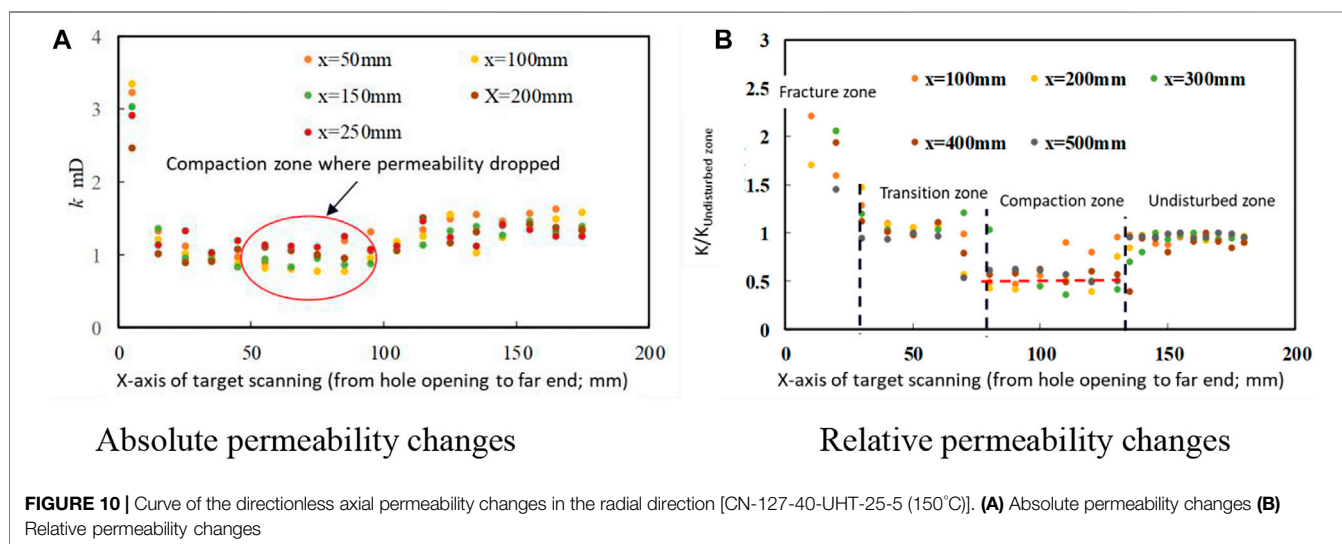 A
4
3
2
1
0
k mD
x=50mm
x=100mm
x=150mm
X=200mm
x=250mm
Compaction zone where permeability dropped
0
50
100
150
200
X-axis of target scanning (from hole opening to far end; mm)
Absolute permeability changes
B
3
2.5
2
1.5
1
0.5
0
K/KUndisturbed zone
Fracture zone
x=100mm
x=200mm
x=300mm
x=400mm
x=500mm
Transition zone
Compaction zone
Undisturbed zone
0
50
100
150
200
X-axis of target scanning (from hole opening to far end; mm)
Relative permeability changes
FIGURE 10 | Curve of the directionless axial permeability changes in the radial direction [CN-127-40-UHT-25-5 (150°C)]. (A) Absolute permeability changes (B)
Relative permeability changes